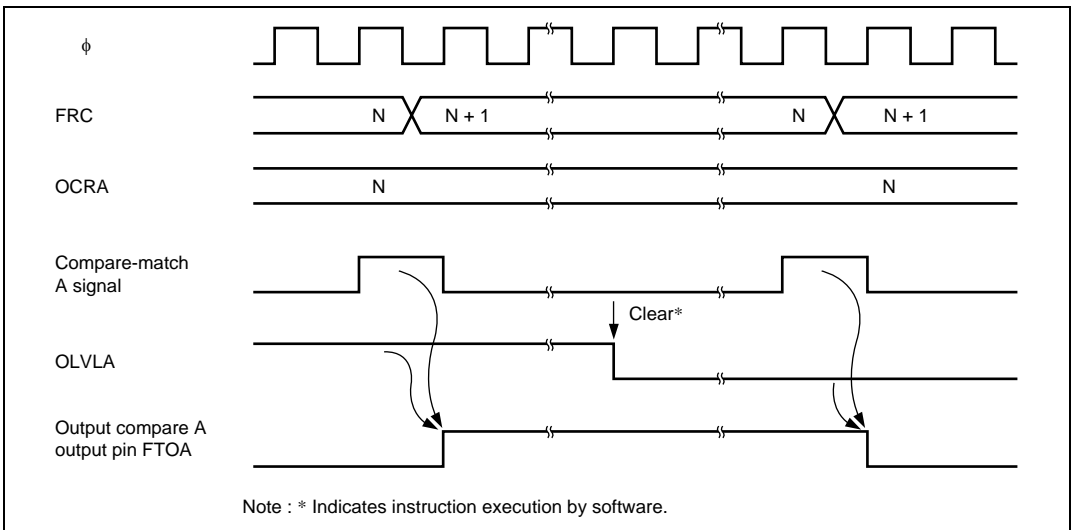 ϕ
FRC N N + 1 N N + 1
OCRA N N
Compare-match
A signal
Clear*
OLVLA
Output compare A
output pin FTOA
Note : * Indicates instruction execution by software.